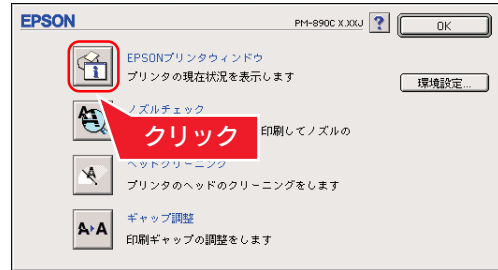 EPSON
PM-890C X.XXJ
?
OK
EPSONプリンタウィンドウ
プリンタの現在状況を表示します
環境設定...
ノズルチェック
印刷してノズルの
クリック
ヘッドクリーニング
プリンタのヘッドのクリーニングをします
ギャップ調整
A▸A
印刷ギャップの調整をします